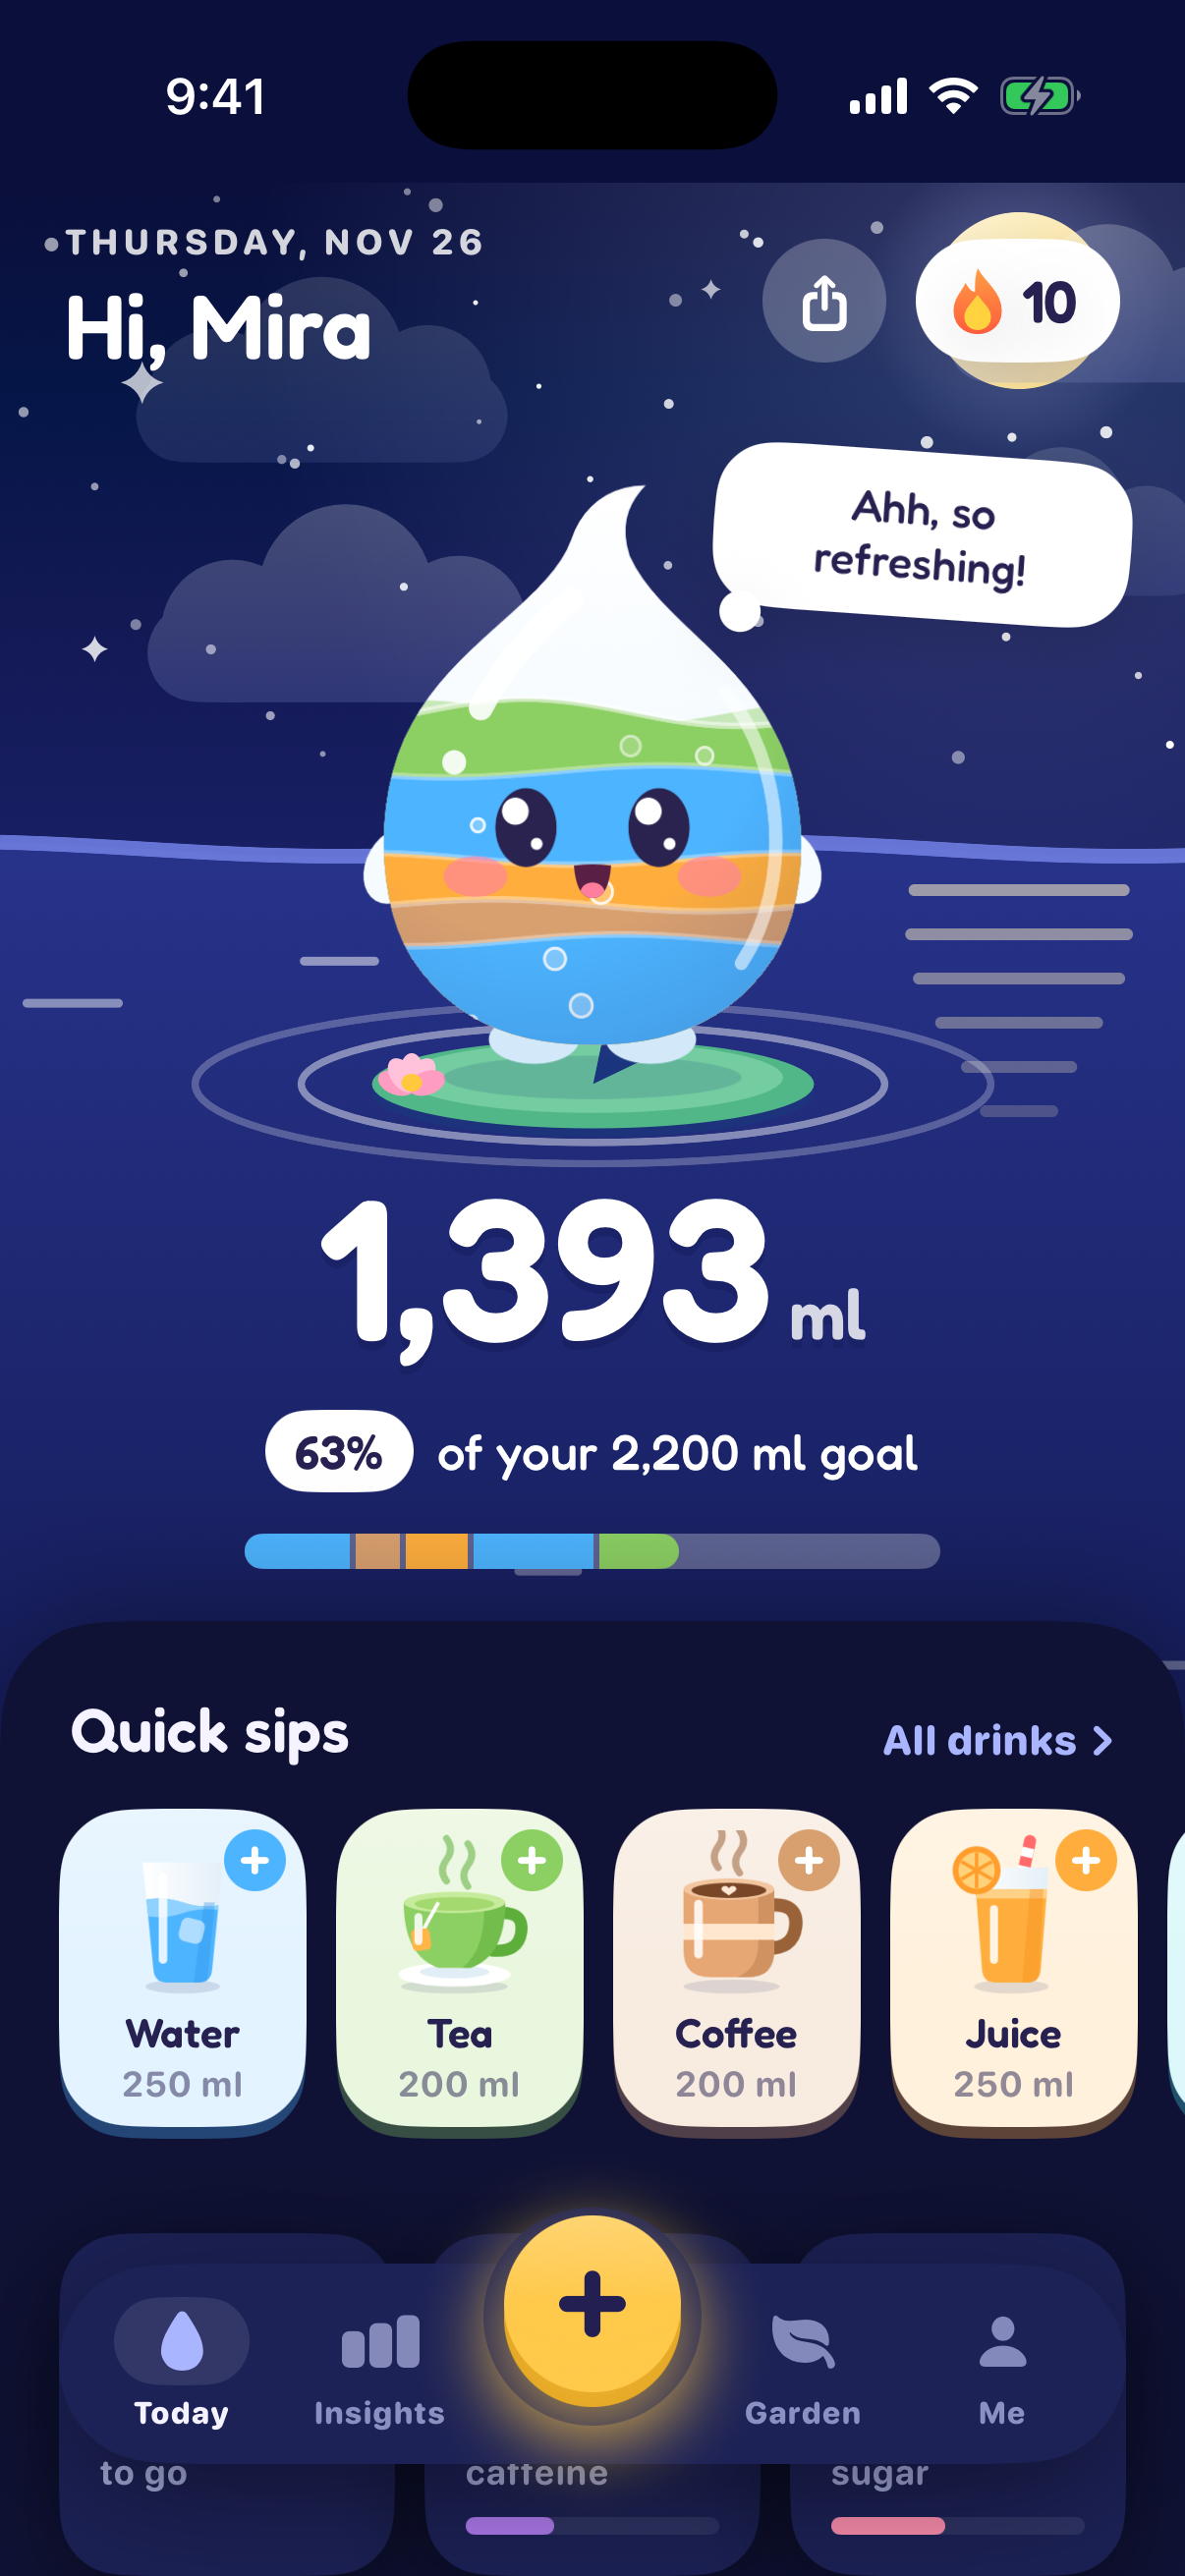 9:41
THURSDAY, NOV 26
Hi, Mira
10
Ahh, so
refreshing!
1,393 ml
63% of your 2,200 ml goal
Quick sips
All drinks
Water
250 ml
Tea
200 ml
Coffee
200 ml
Juice
250 ml
Today
Insights
Garden
Me
to go
caffeine
sugar